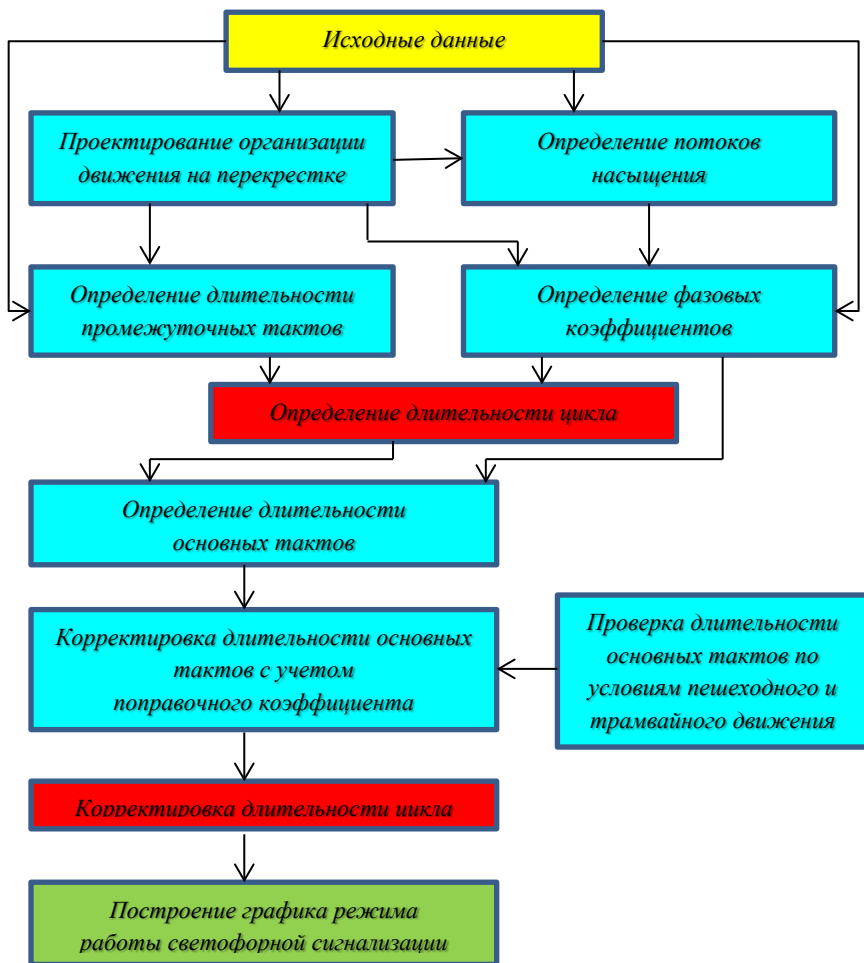 Исходные данные
Проектирование организации
движения на перекрестке
Определение потоков
насыщения
Определение длительности
промежуточных тактов
Определение фазовых
коэффициентов
Определение длительности цикла
Определение длительности
основных тактов
Корректировка длительности основных
тактов с учетом
поправочного коэффициента
Проверка длительности
основных тактов по
условиям пешеходного и
трамвайного движения
Корректировка длительности цикла
Построение графика режима
работы светофорной сигнализации